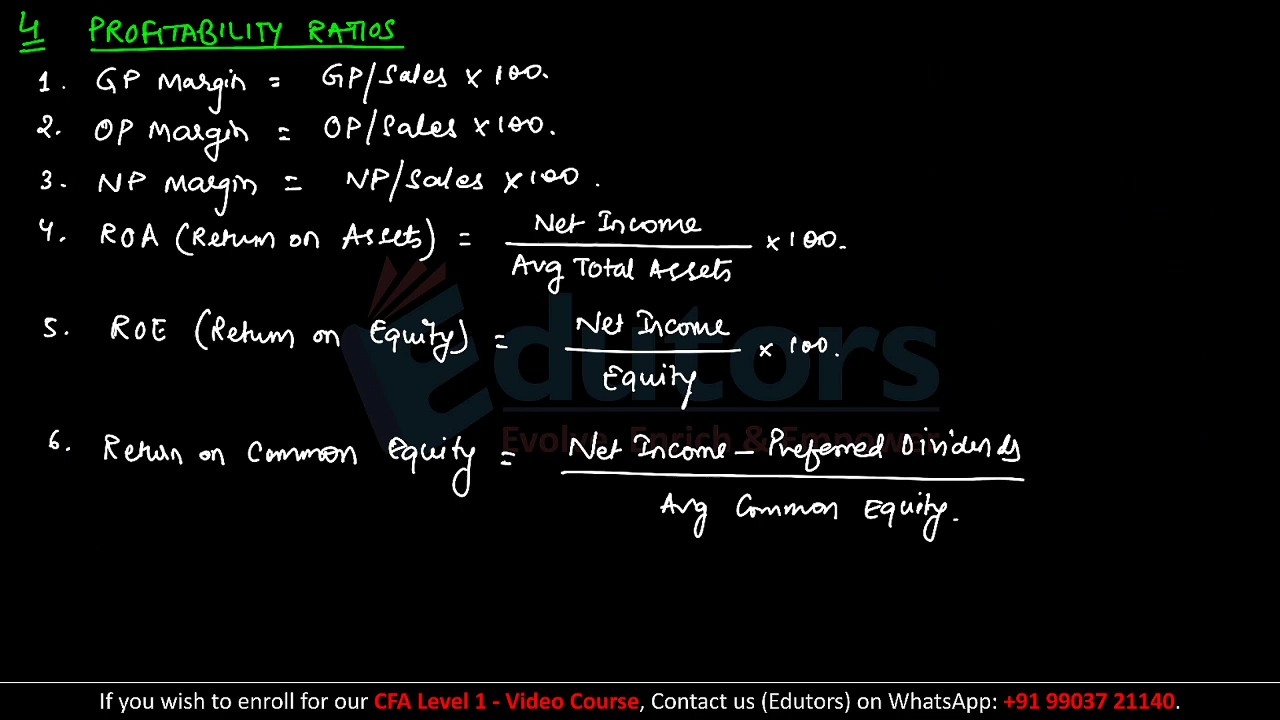 4 PROFITABILITY RATIOS
1. GP Margin = GP/Sales x 100.
2. OP Margin = OP/Sales x 100.
3. NP Margin = NP/Sales x 100.
4. ROA (Return on Assets) = Net Income / Avg Total Assets x 100.
5. ROE (Return on Equity) = Net Income / Equity x 100.
6. Return on Common Equity = Net Income - Preferred Dividends / Avg Common Equity.
Edutors
Evolve, Enrich & Empower
If you wish to enroll for our CFA Level 1 - Video Course, Contact us (Edutors) on WhatsApp: +91 99037 21140.